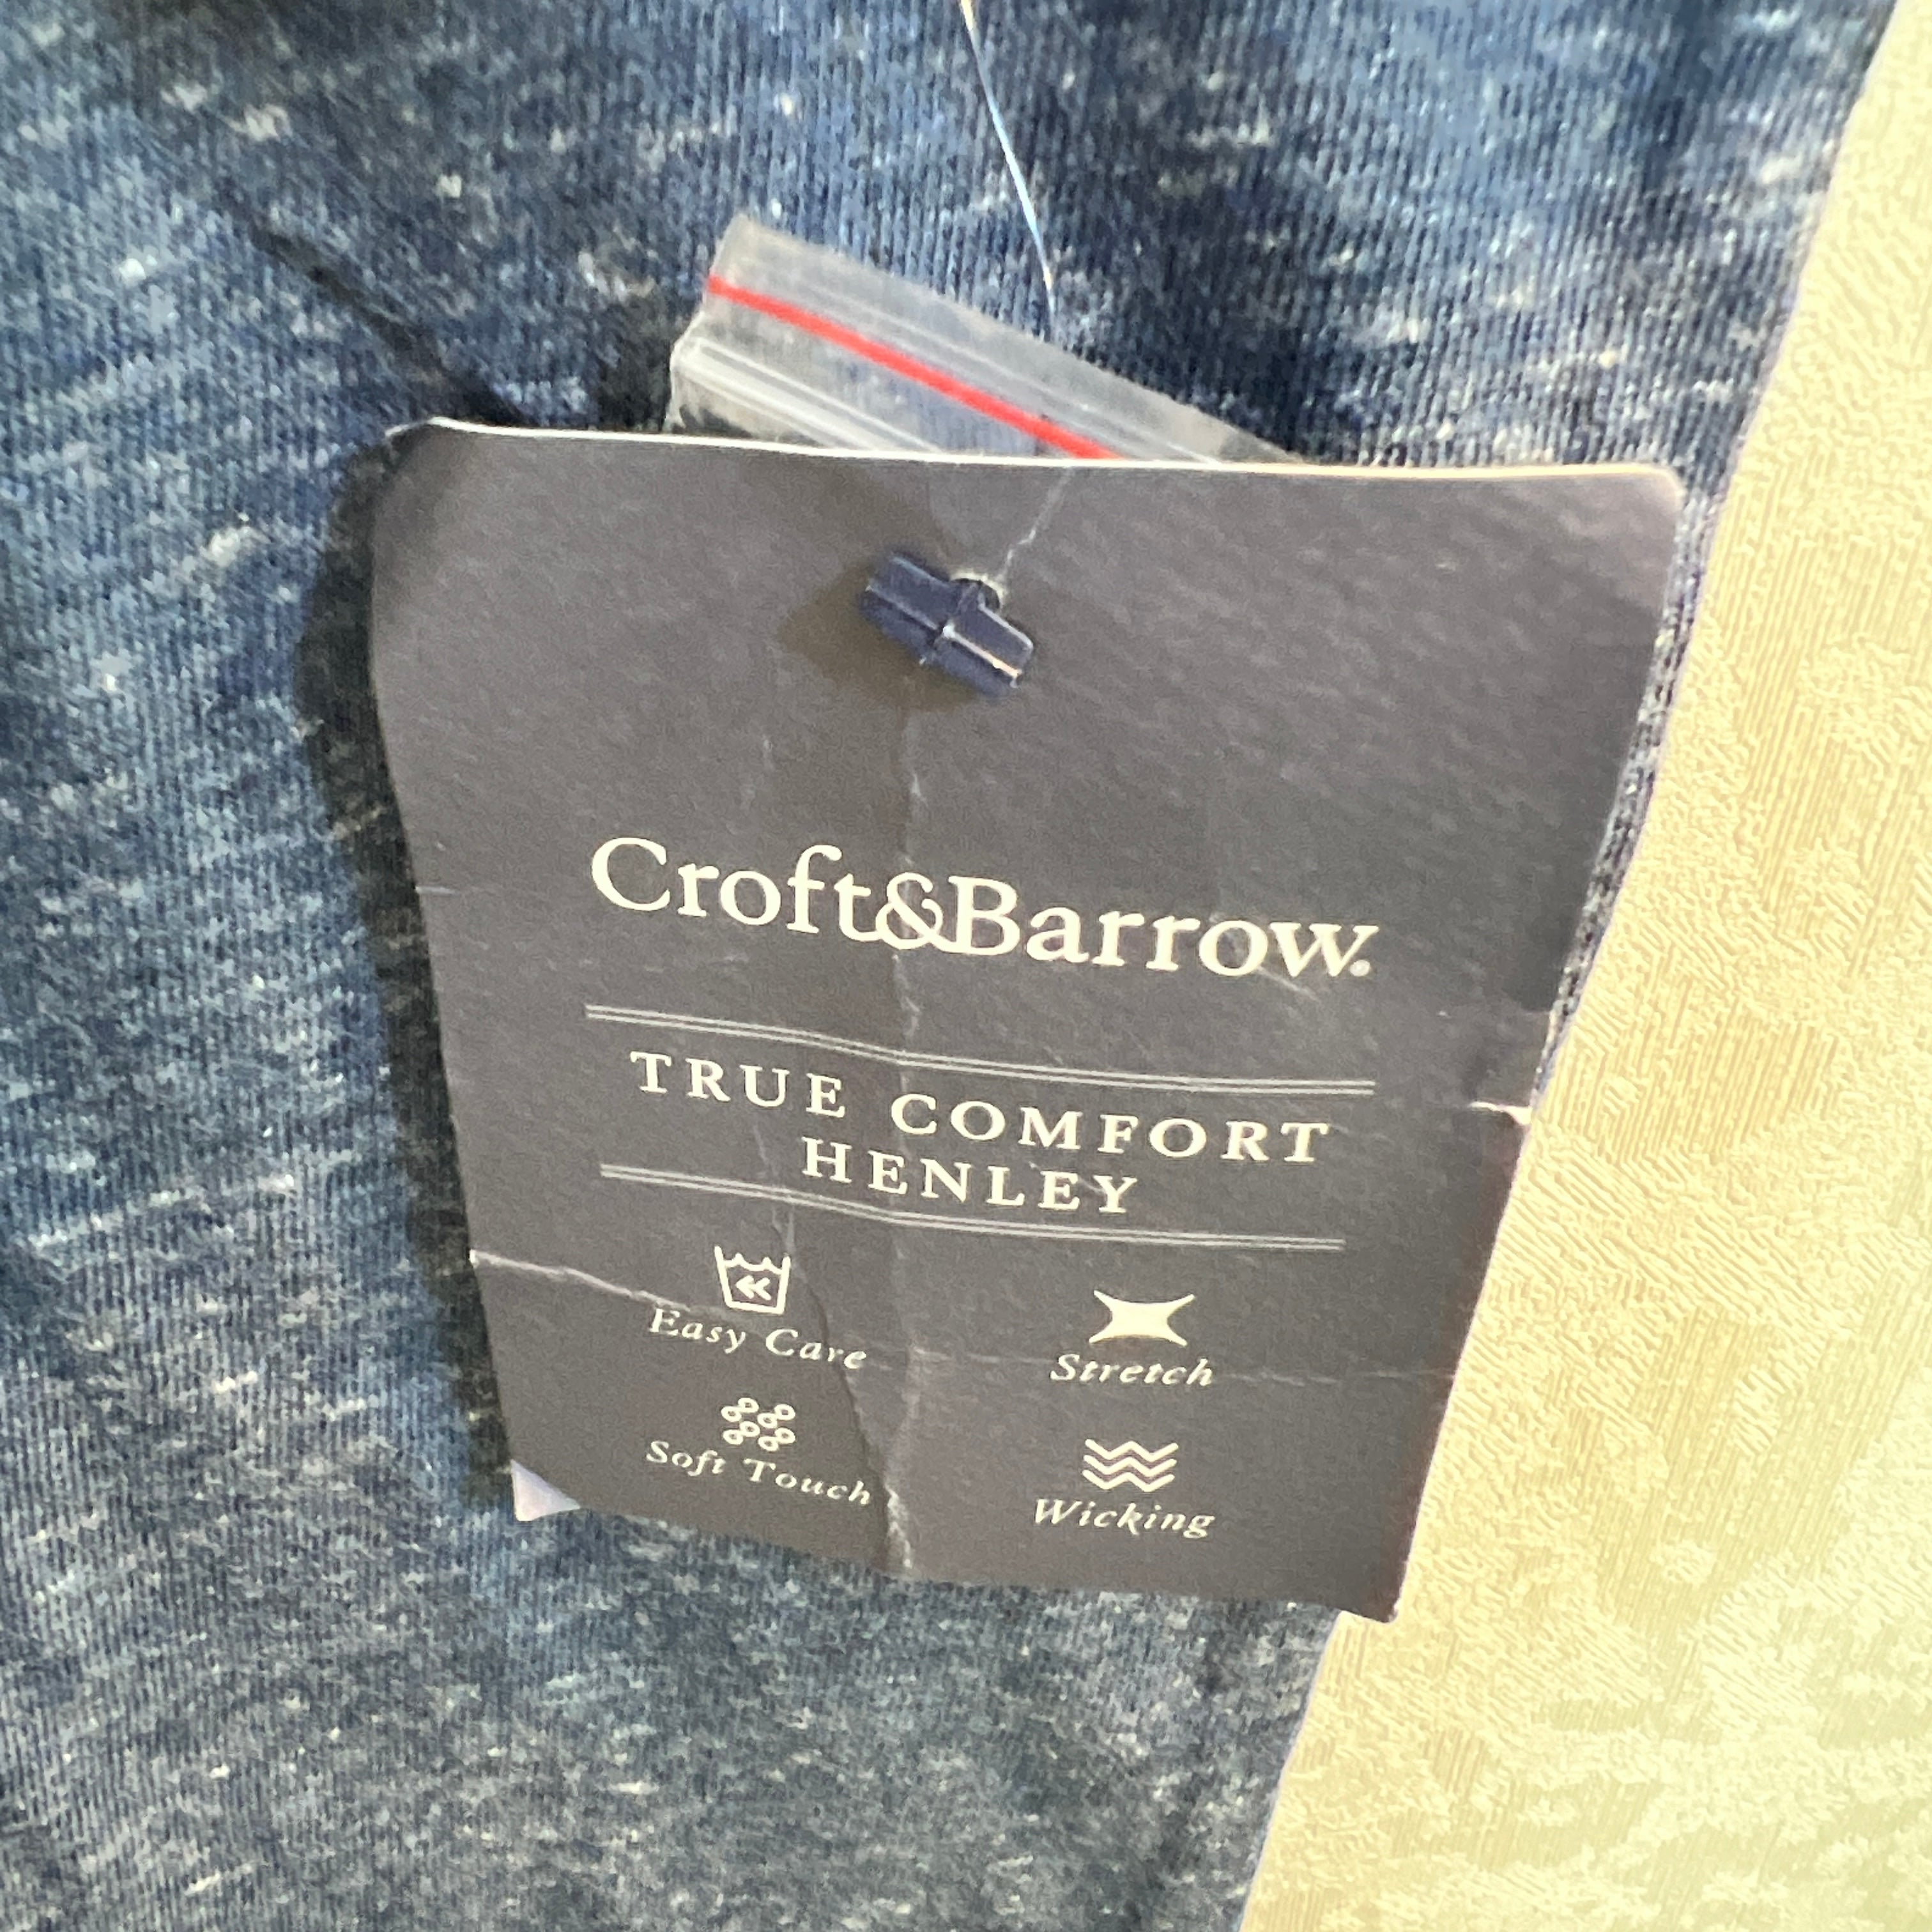 Croft&Barrow.
TRUE COMFORT
HENLEY
Easy Care
Stretch
Soft Touch
Wicking